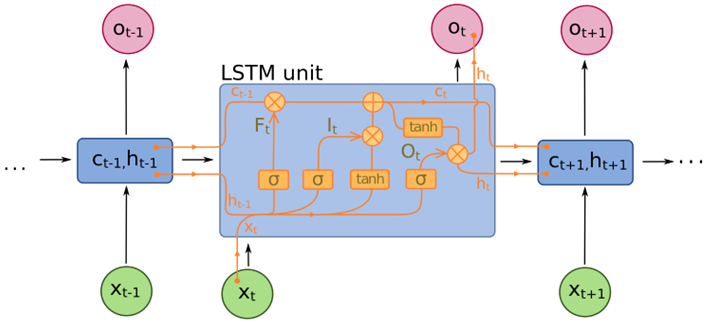 o_{t-1}
o_t
o_{t+1}
LSTM unit
c_{t-1}
c_t
h_t
F_t
I_t
tanh
O_t
...
c_{t-1},h_{t-1}
c_{t+1},h_{t+1}
...
σ
σ
tanh
σ
h_t
h_{t-1}
x_t
x_{t-1}
x_t
x_{t+1}